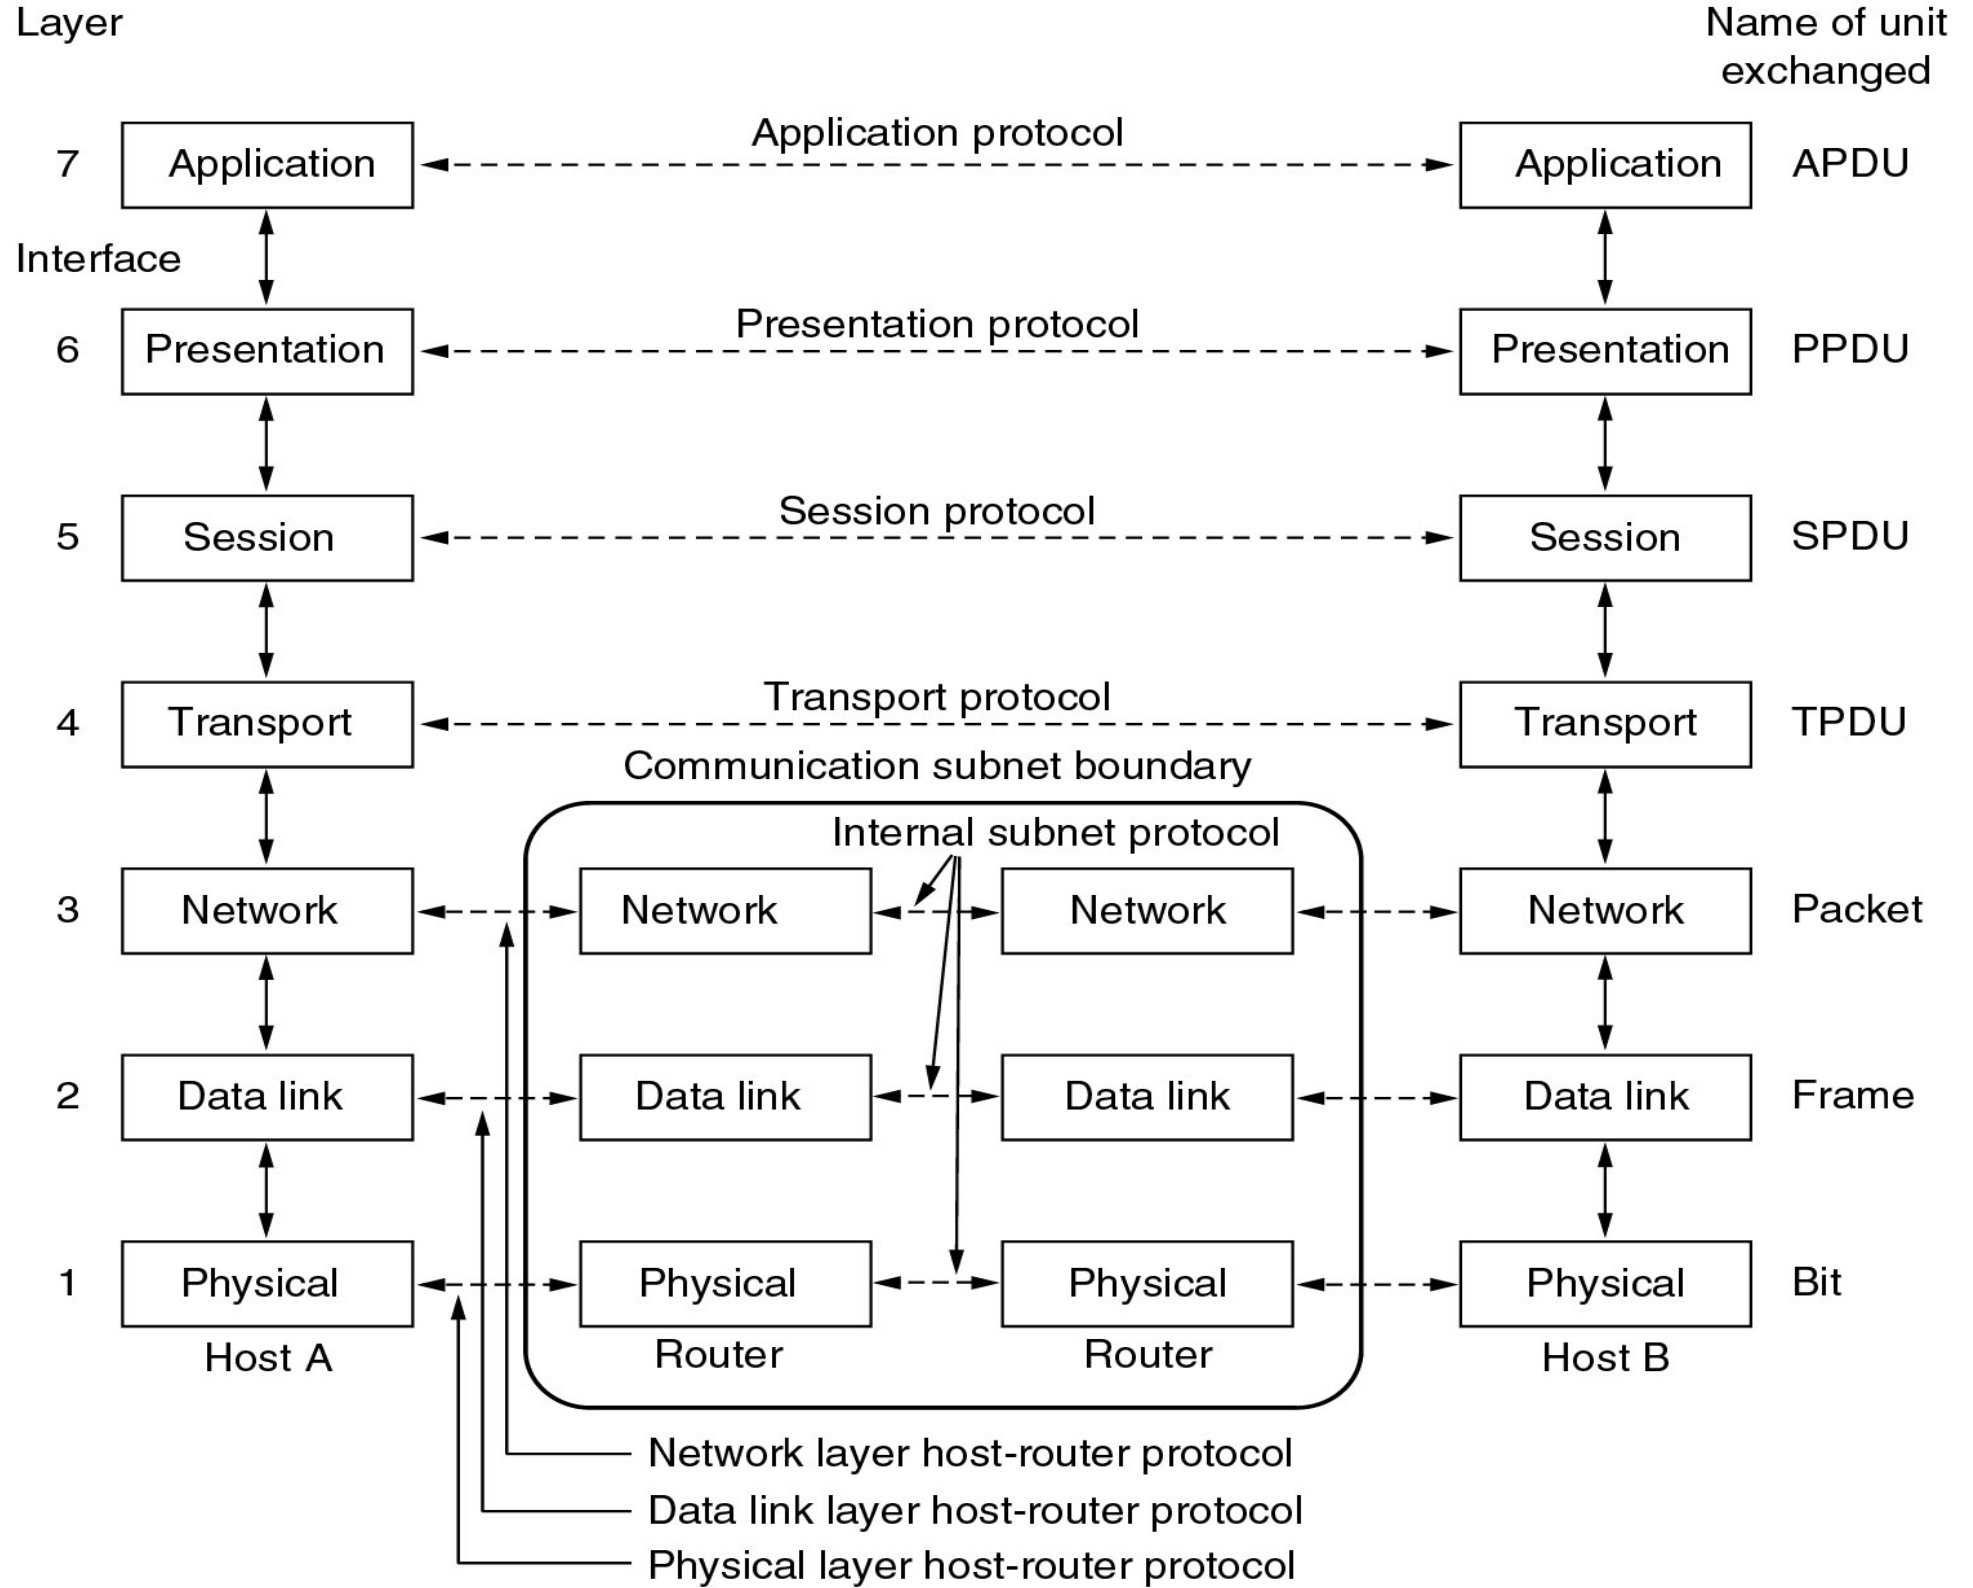 Layer
Name of unit
exchanged
7 Application Application protocol Application APDU
Interface
6 Presentation Presentation protocol Presentation PPDU
5 Session Session protocol Session SPDU
4 Transport Transport protocol Transport TPDU
Communication subnet boundary
Internal subnet protocol
3 Network Network Network Network Packet
2 Data link Data link Data link Data link Frame
1 Physical Physical Physical Physical Bit
Host A Router Router Host B
Network layer host-router protocol
Data link layer host-router protocol
Physical layer host-router protocol